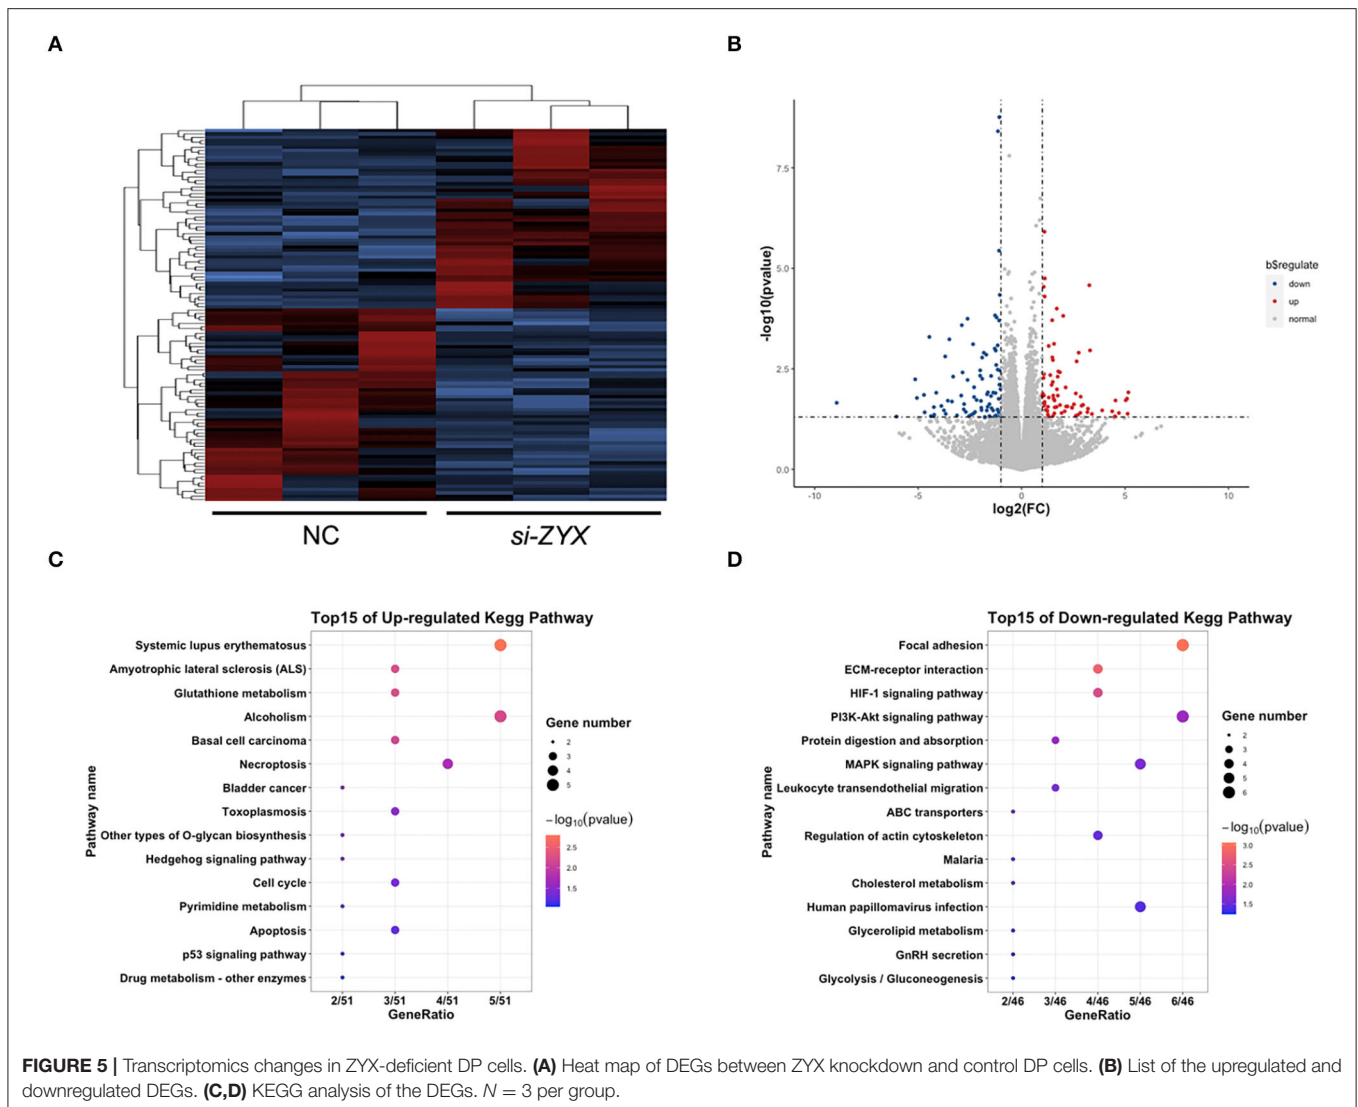 A
NC
si-ZYX
B
-log10(pvalue)
7.5
5.0
2.5
0.0
-10
-5
0
5
10
log2(FC)
b$regulate
down
up
normal
C
Top15 of Up-regulated Kegg Pathway
Pathway name
Systemic lupus erythematosus
Amyotrophic lateral sclerosis (ALS)
Glutathione metabolism
Alcoholism
Basal cell carcinoma
Necroptosis
Bladder cancer
Toxoplasmosis
Other types of O-glycan biosynthesis
Hedgehog signaling pathway
Cell cycle
Pyrimidine metabolism
Apoptosis
p53 signaling pathway
Drug metabolism - other enzymes
2/51
3/51
4/51
5/51
GeneRatio
Gene number
2
3
4
5
−log10(pvalue)
2.5
2.0
1.5
D
Top15 of Down-regulated Kegg Pathway
Pathway name
Focal adhesion
ECM-receptor interaction
HIF-1 signaling pathway
PI3K-Akt signaling pathway
Protein digestion and absorption
MAPK signaling pathway
Leukocyte transendothelial migration
ABC transporters
Regulation of actin cytoskeleton
Malaria
Cholesterol metabolism
Human papillomavirus infection
Glycerolipid metabolism
GnRH secretion
Glycolysis / Gluconeogenesis
2/46
3/46
4/46
5/46
6/46
GeneRatio
Gene number
2
3
4
5
6
−log10(pvalue)
3.0
2.5
2.0
1.5
FIGURE 5 | Transcriptomics changes in ZYX-deficient DP cells. (A) Heat map of DEGs between ZYX knockdown and control DP cells. (B) List of the upregulated and
downregulated DEGs. (C,D) KEGG analysis of the DEGs. N = 3 per group.